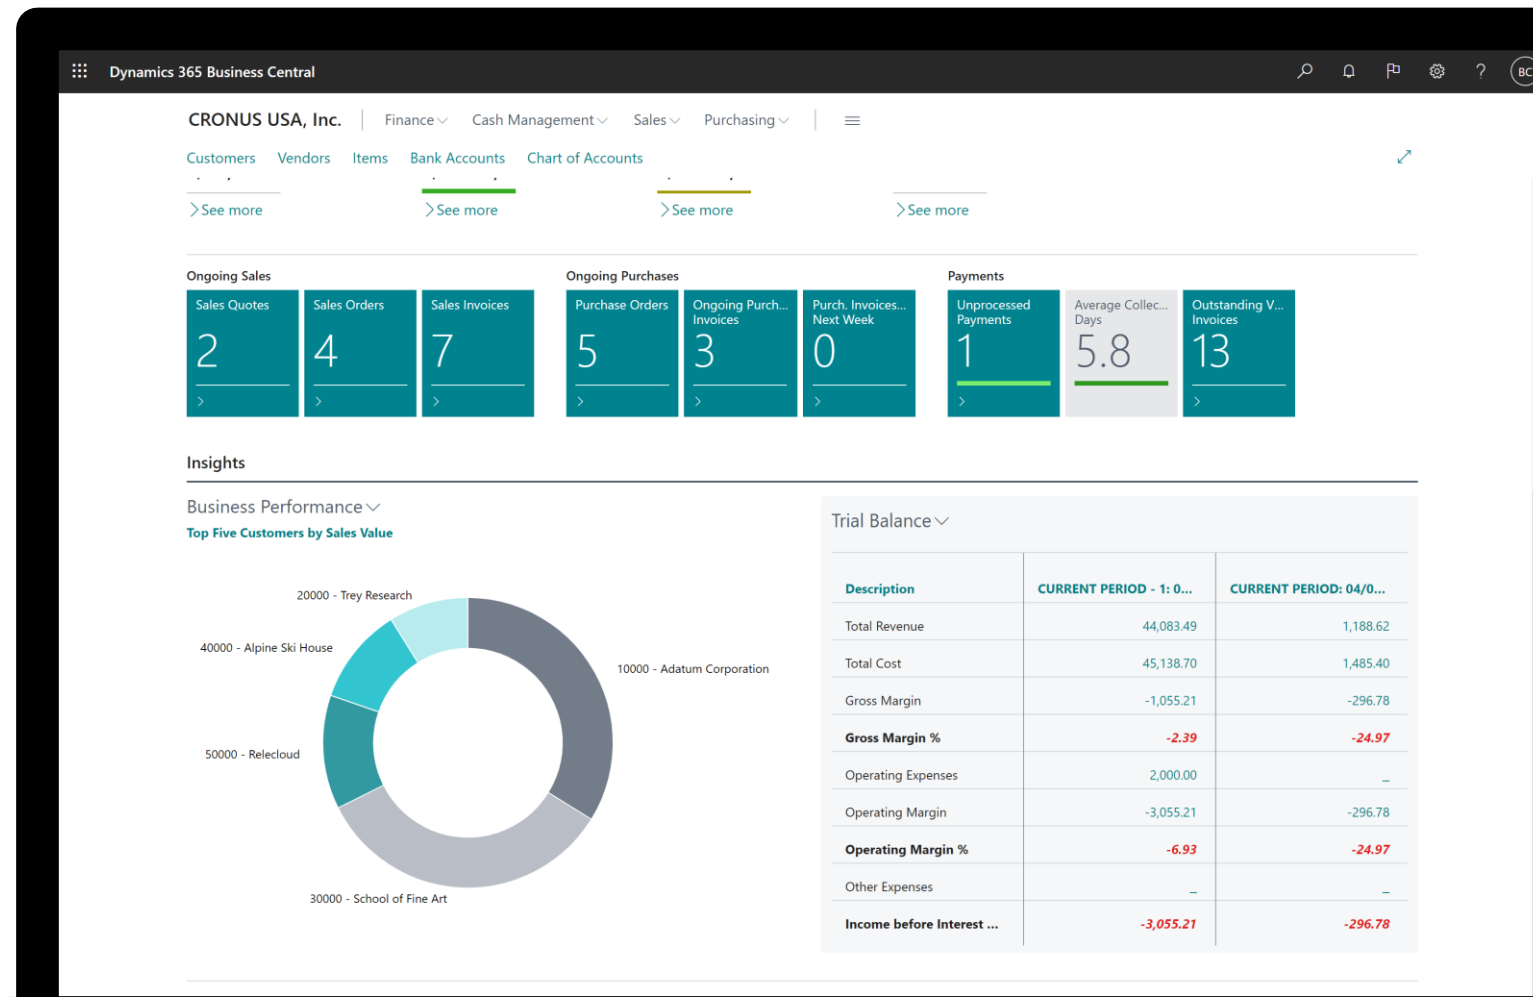 Dynamics 365 Business Central
BC
CRONUS USA, Inc.
Finance
Cash Management
Sales
Purchasing
Customers
Vendors
Items
Bank Accounts
Chart of Accounts
See more
See more
See more
See more
Ongoing Sales
Sales Quotes
2
Sales Orders
4
Sales Invoices
7
Ongoing Purchases
Purchase Orders
5
Ongoing Purch...
Invoices
3
Purch. Invoices...
Next Week
0
Payments
Unprocessed
Payments
1
Average Collec...
Days
5.8
Outstanding V...
Invoices
13
Insights
Business Performance
Top Five Customers by Sales Value
20000 - Trey Research
40000 - Alpine Ski House
10000 - Adatum Corporation
50000 - Relecloud
30000 - School of Fine Art
Trial Balance
Description CURRENT PERIOD - 1: 0... CURRENT PERIOD: 04/0...
Total Revenue 44,083.49 1,188.62
Total Cost 45,138.70 1,485.40
Gross Margin -1,055.21 -296.78
Gross Margin % -2.39 -24.97
Operating Expenses 2,000.00 _
Operating Margin -3,055.21 -296.78
Operating Margin % -6.93 -24.97
Other Expenses _ _
Income before Interest ... -3,055.21 -296.78